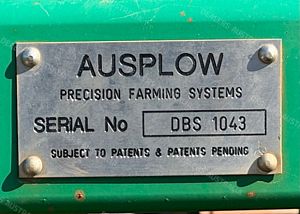 AUSPLOW
PRECISION FARMING SYSTEMS
SERIAL No DBS 1043
SUBJECT TO PATENTS & PATENTS PENDING